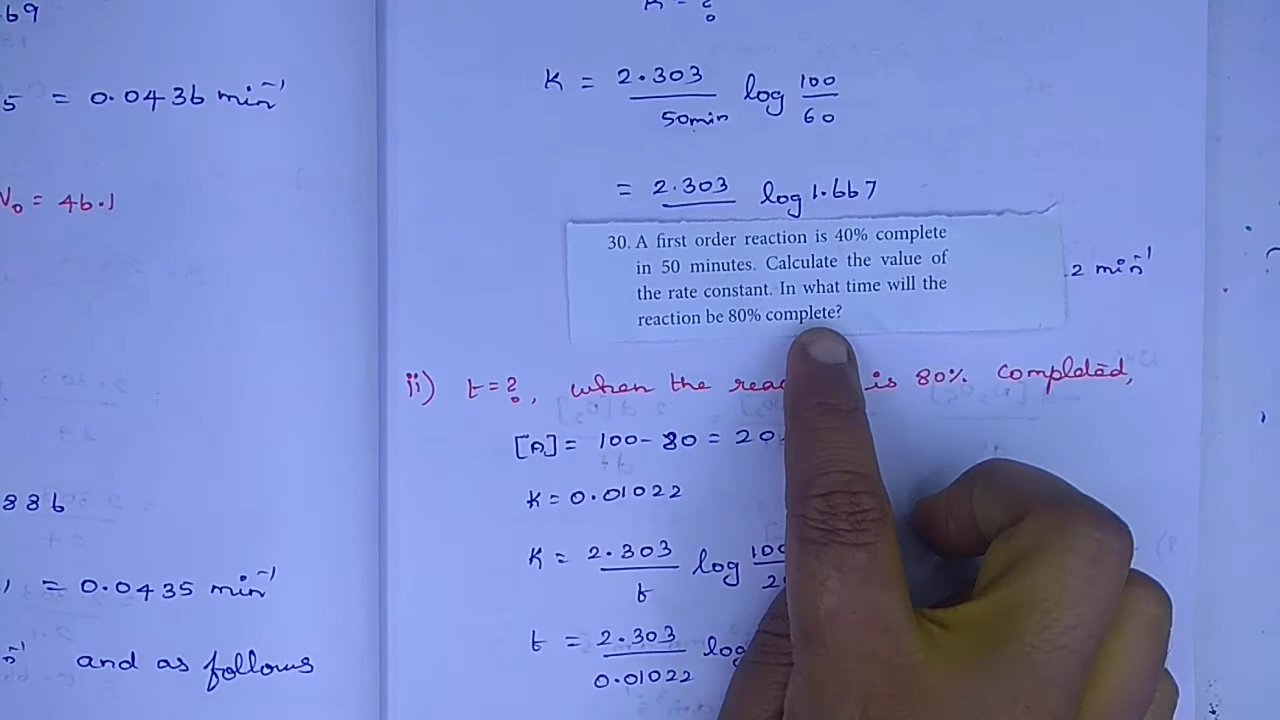 69
5 = 0.0436 min⁻¹
V₀ = 46.1
886
= 0.0435 min⁻¹
and as follows
K = 2.303 / 50min log 100 / 60
= 2.303 log 1.667
30. A first order reaction is 40% complete
in 50 minutes. Calculate the value of
the rate constant. In what time will the
reaction be 80% complete?
2 min⁻¹
ii) t = ?, when the is 80% completed,
[A] = 100 - 80 = 20
K = 0.01022
K = 2.303 / t log
t = 2.303 / 0.01022 log